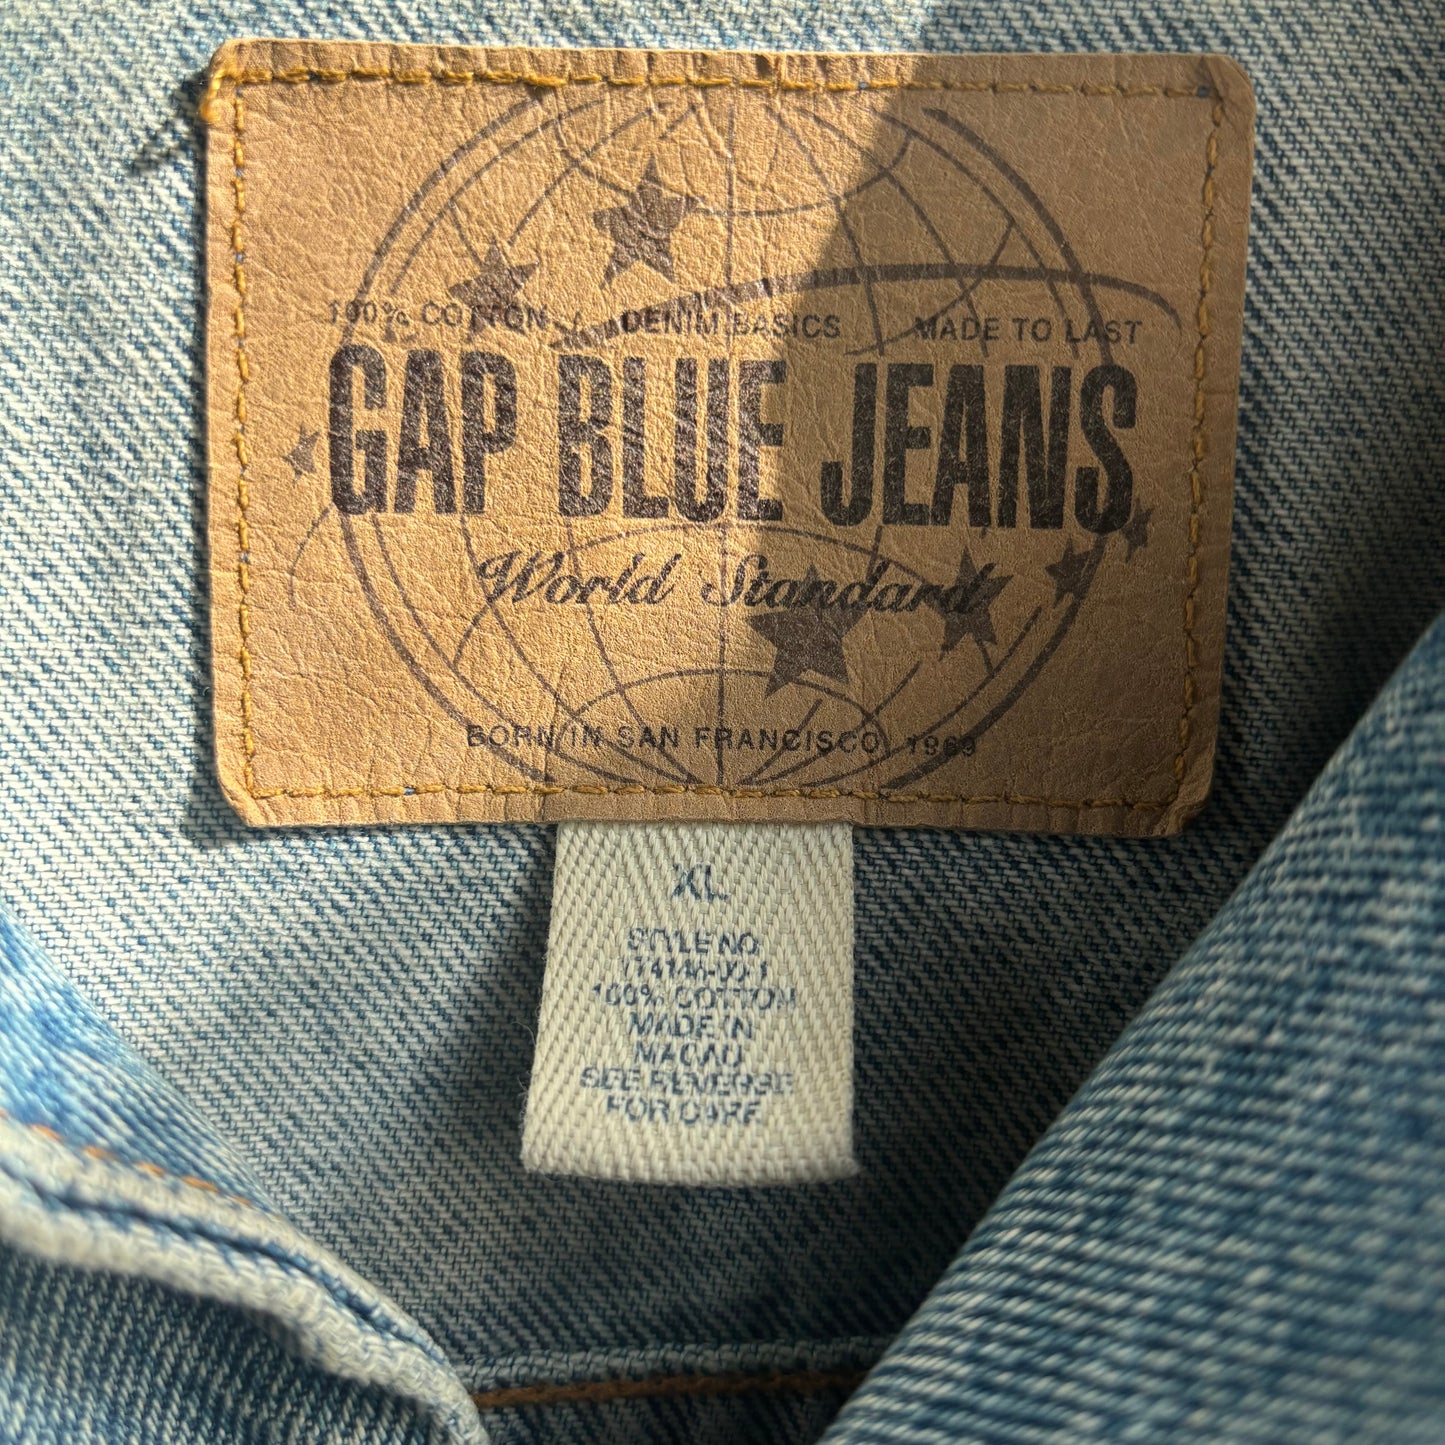 100% COTTON / DENIM BASICS MADE TO LAST
GAP BLUE JEANS
World Standard
BORN IN SAN FRANCISCO, 1969
XL
STYLE NO.
100% COTTON
MADE IN
MACAU
SEE REVERSE
FOR CARE